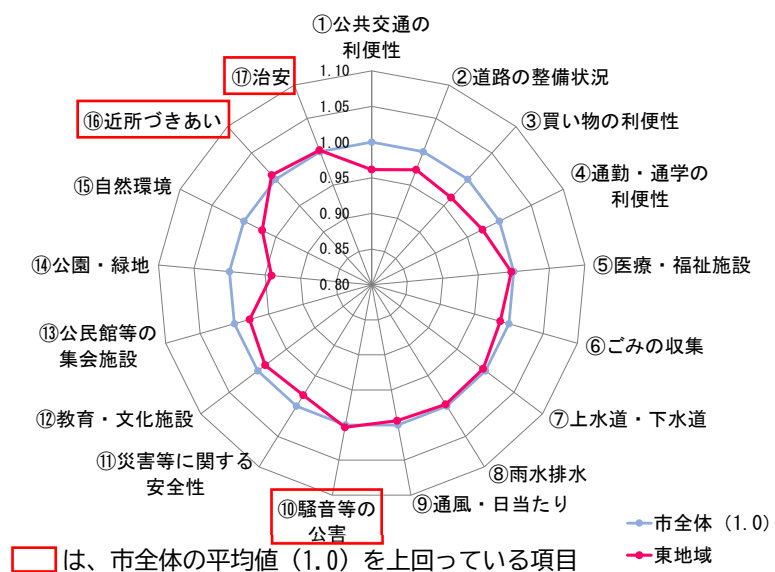 ①公共交通の
利便性
②道路の整備状況
③買い物の利便性
④通勤・通学の
利便性
⑤医療・福祉施設
⑥ごみの収集
⑦上水道・下水道
⑧雨水排水
⑨通風・日当たり
⑩騒音等の
公害
⑪災害等に関する
安全性
⑫教育・文化施設
⑬公民館等の
集会施設
⑭公園・緑地
⑮自然環境
⑯近所づきあい
⑰治安
1.10
1.05
1.00
0.95
0.90
0.85
0.80
市全体（1.0）
東地域
は、市全体の平均値（1.0）を上回っている項目